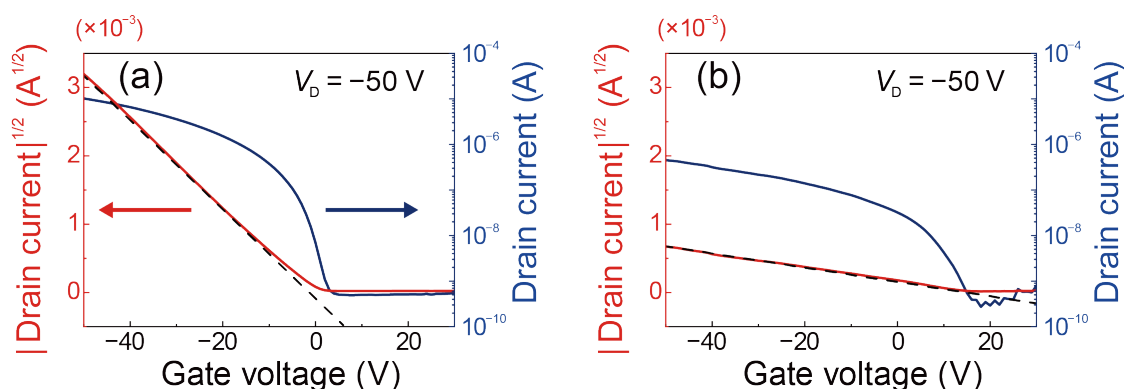 (×10⁻³)
|Drain current|^1/2 (A^1/2)
3
2
1
0
(a)
V_D = −50 V
10⁻⁴
10⁻⁶
10⁻⁸
10⁻¹⁰
Drain current (A)
−40 −20 0 20
Gate voltage (V)
(×10⁻³)
|Drain current|^1/2 (A^1/2)
3
2
1
0
(b)
V_D = −50 V
10⁻⁴
10⁻⁶
10⁻⁸
10⁻¹⁰
Drain current (A)
−40 −20 0 20
Gate voltage (V)